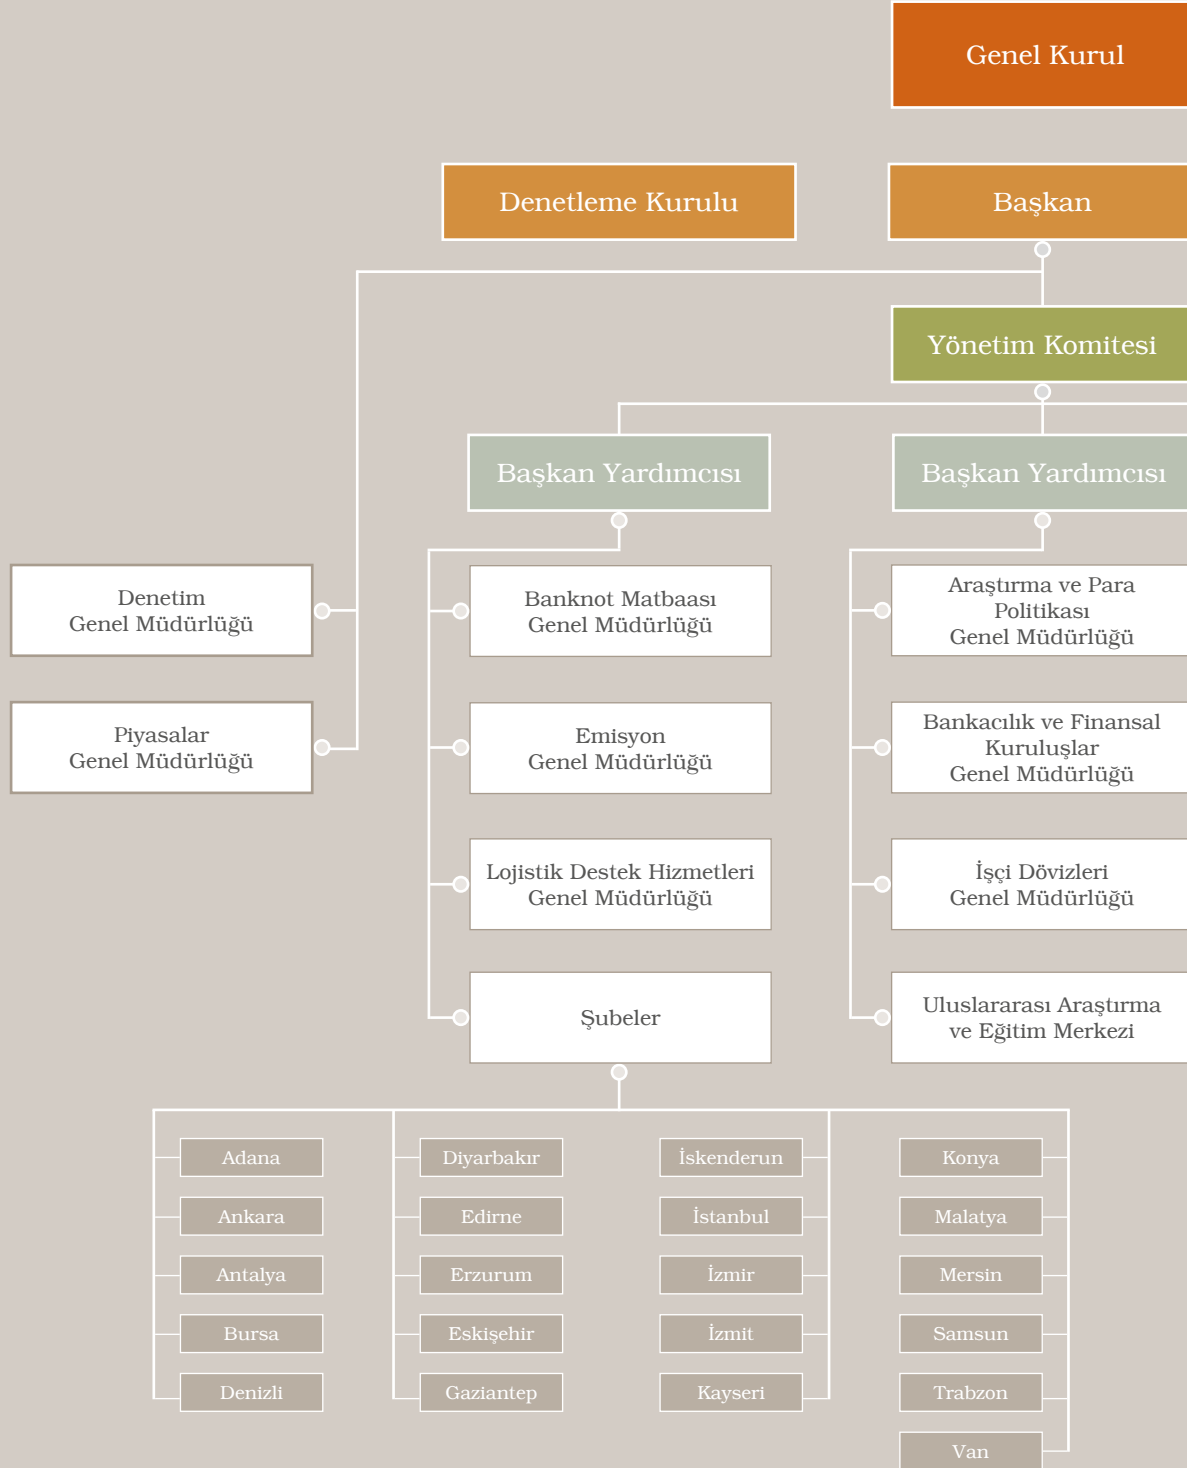 Genel Kurul
Denetleme Kurulu
Başkan
Yönetim Komitesi
Başkan Yardımcısı
Başkan Yardımcısı
Denetim
Genel Müdürlüğü
Banknot Matbaası
Genel Müdürlüğü
Araştırma ve Para
Politikası
Genel Müdürlüğü
Piyasalar
Genel Müdürlüğü
Emisyon
Genel Müdürlüğü
Bankacılık ve Finansal
Kuruluşlar
Genel Müdürlüğü
Lojistik Destek Hizmetleri
Genel Müdürlüğü
İşçi Dövizleri
Genel Müdürlüğü
Şubeler
Uluslararası Araştırma
ve Eğitim Merkezi
Adana
Ankara
Antalya
Bursa
Denizli
Diyarbakır
Edirne
Erzurum
Eskişehir
Gaziantep
İskenderun
İstanbul
İzmir
İzmit
Kayseri
Konya
Malatya
Mersin
Samsun
Trabzon
Van